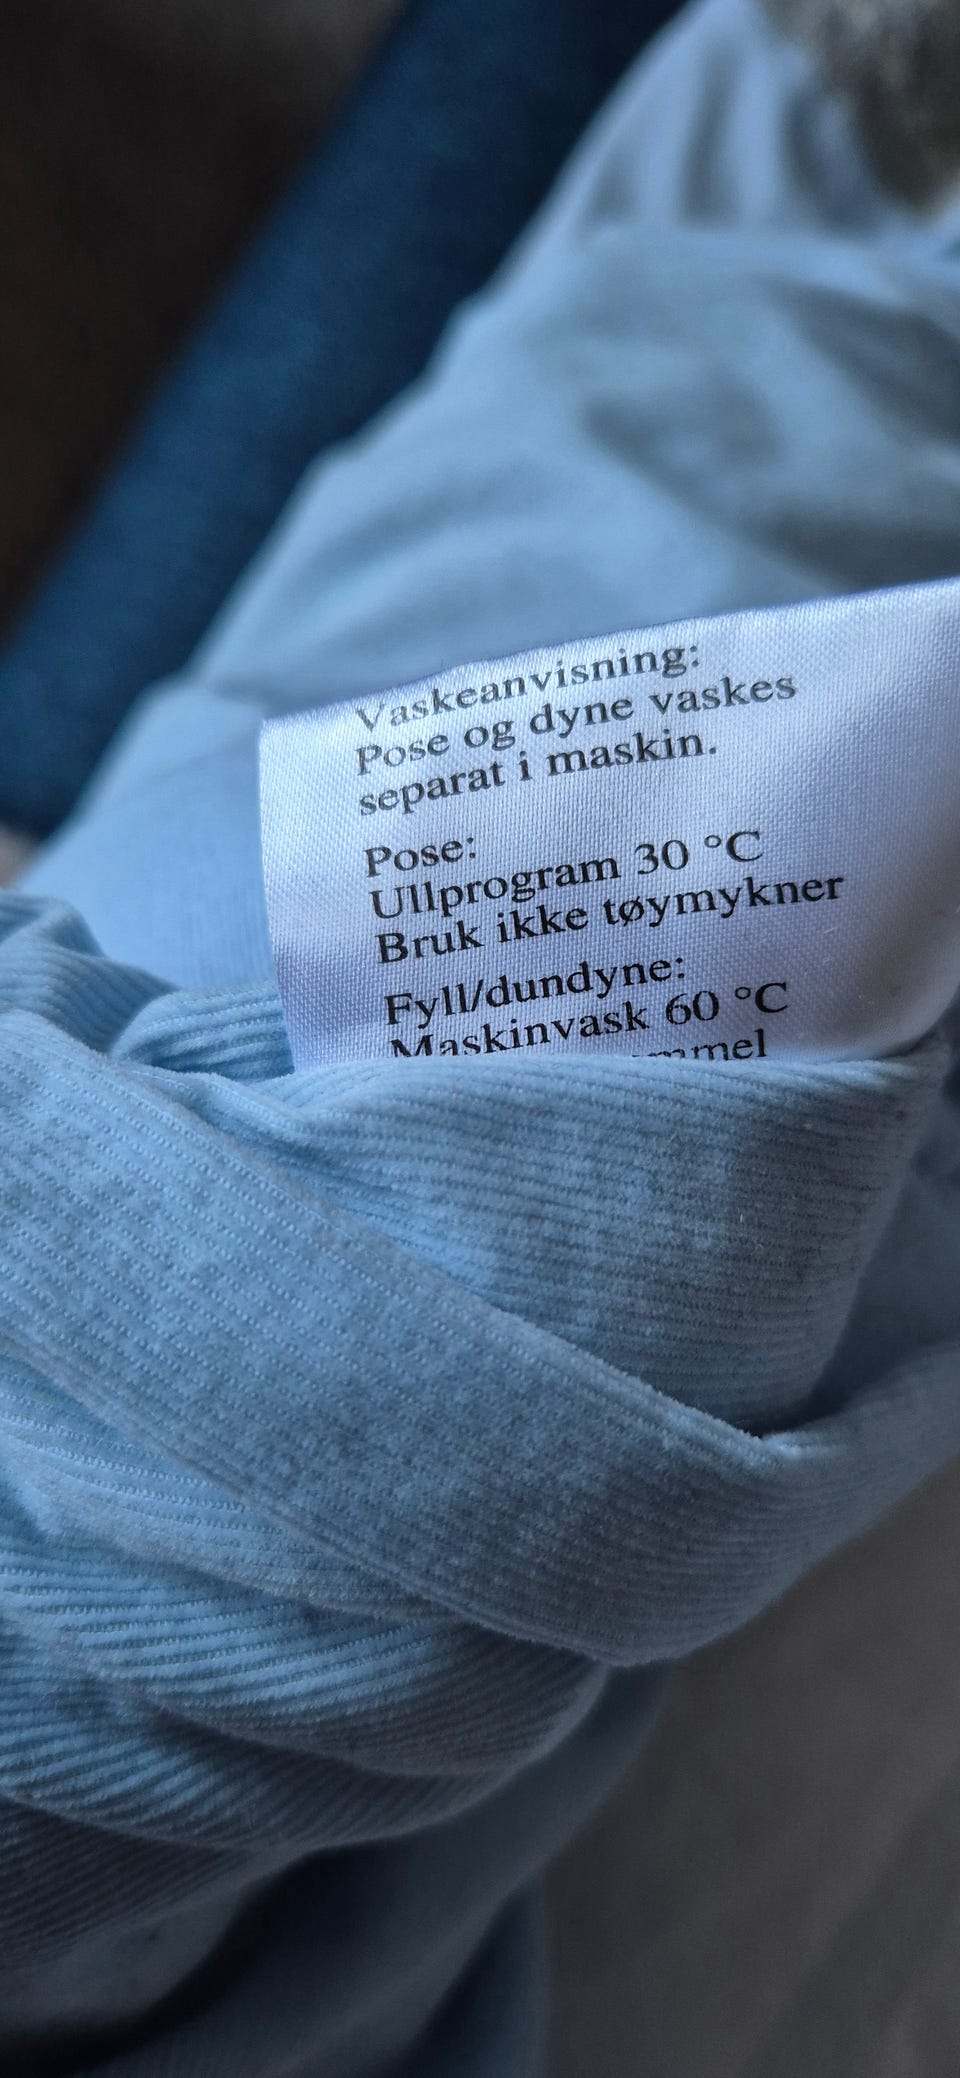 Vaskeanvisning:
Pose og dyne vaskes
separat i maskin.
Pose:
Ullprogram 30 °C
Bruk ikke tøymykner
Fyll/dundyne:
Maskinvask 60 °C